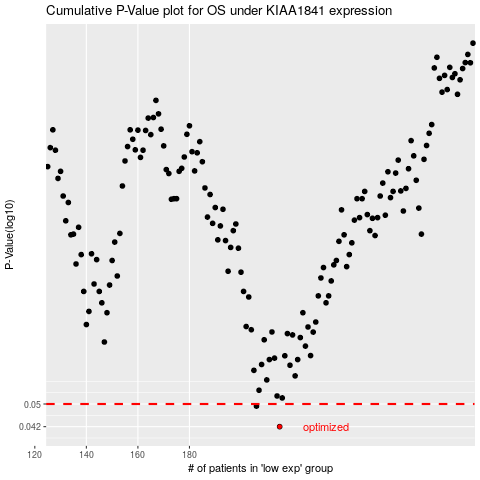 Cumulative P-Value plot for OS under KIAA1841 expression
P-Value(log10)
0.05
0.042
optimized
120 140 160 180
# of patients in 'low exp' group